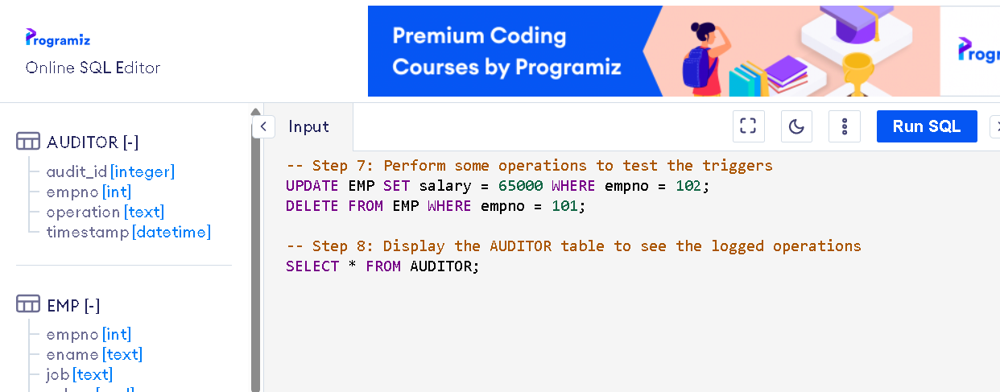 Programiz
Online SQL Editor
Premium Coding
Courses by Programiz
AUDITOR [-]
audit_id [integer]
empno [int]
operation [text]
timestamp [datetime]
EMP [-]
empno [int]
ename [text]
job [text]
Input
Run SQL
-- Step 7: Perform some operations to test the triggers
UPDATE EMP SET salary = 65000 WHERE empno = 102;
DELETE FROM EMP WHERE empno = 101;
-- Step 8: Display the AUDITOR table to see the logged operations
SELECT * FROM AUDITOR;